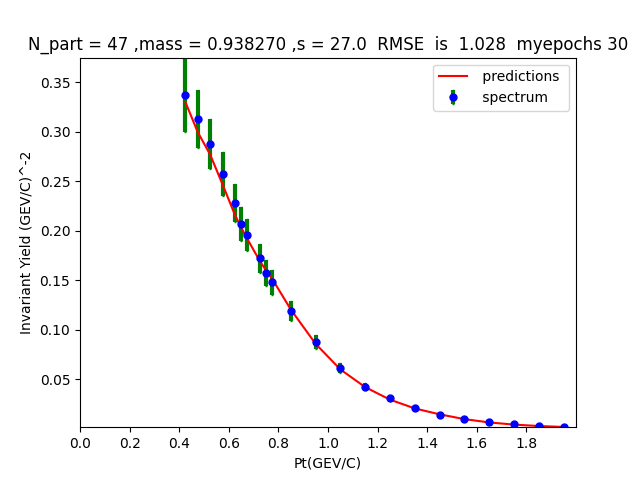 N_part = 47 ,mass = 0.938270 ,s = 27.0  RMSE  is  1.028  myepochs 30
predictions
spectrum
Invariant Yield (GEV/C)^-2
0.35
0.30
0.25
0.20
0.15
0.10
0.05
0.0 0.2 0.4 0.6 0.8 1.0 1.2 1.4 1.6 1.8
Pt(GEV/C)